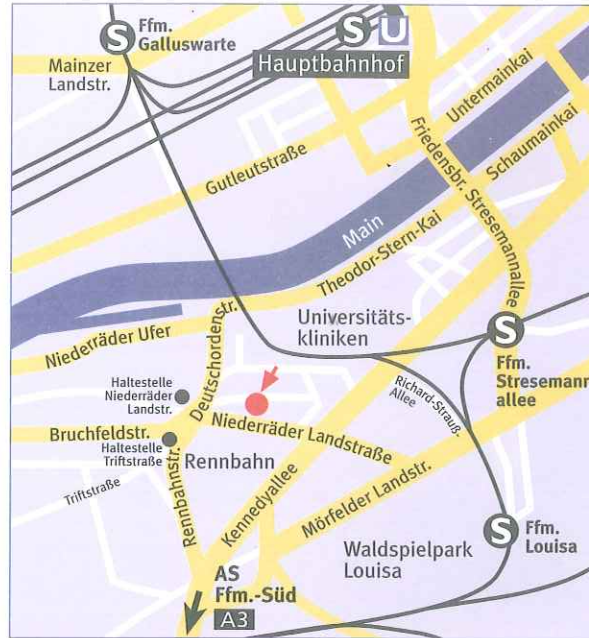 S
Ffm.
Galluswarte
S U
Hauptbahnhof
Mainzer
Landstr.
Untermainkai
Schaumainkai
Friedensbr. Stresemannallee
Gutleutstraße
Main
Theodor-Stern-Kai
Universitäts-
kliniken
Niederräder Ufer
Deutschordenstr.
S
Ffm.
Stresemann
allee
Haltestelle
Niederräder
Landstr.
Richard-Strauß-
Allee
Niederräder Landstraße
Bruchfeldstr.
Haltestelle
Triftstraße
Rennbahn
Triftstraße
Rennbahnstr.
Kennedyallee
Mörfelder Landstr.
S
Ffm.
Louisa
Waldspielpark
Louisa
AS
Ffm.-Süd
A3